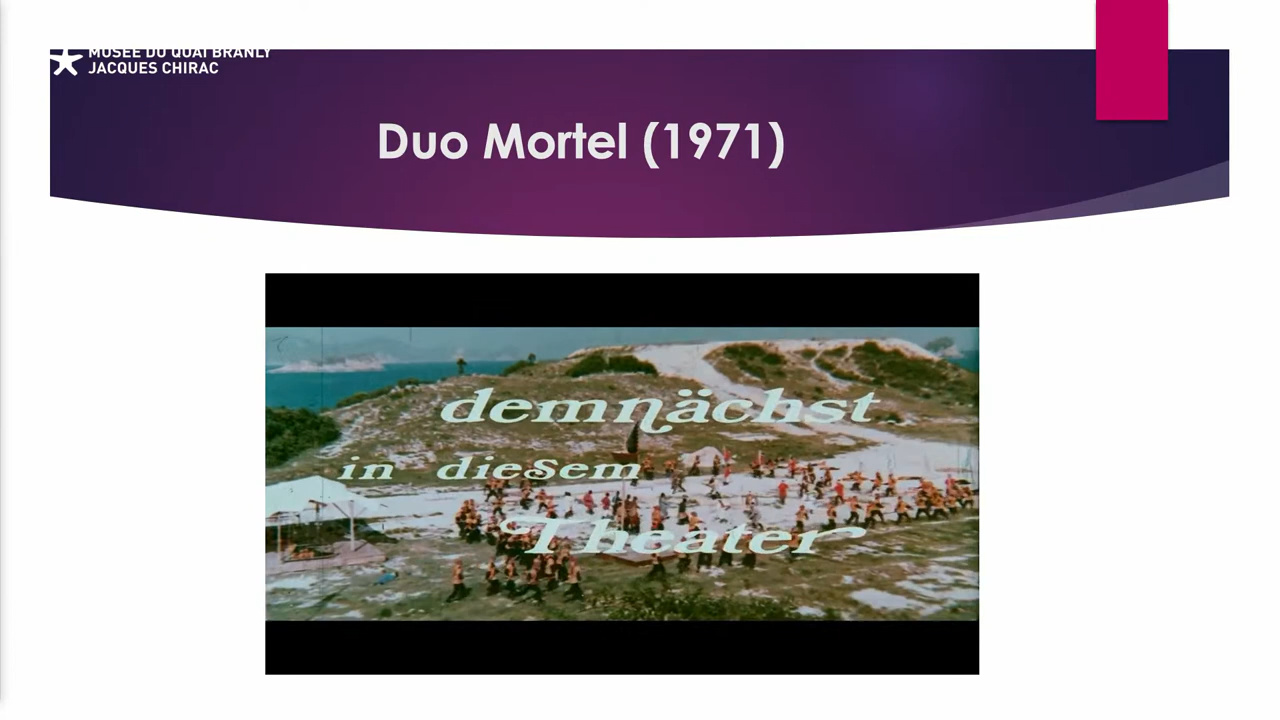 MUSÉE DU QUAI BRANLY
JACQUES CHIRAC
Duo Mortel (1971)
demnächst
in diesem
Theater